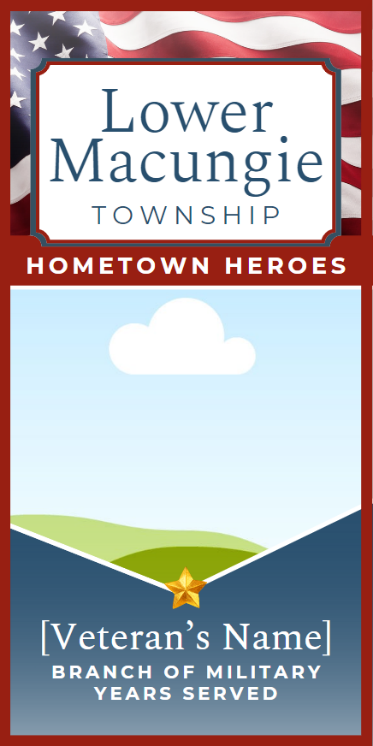 Lower
Macungie
TOWNSHIP
HOMETOWN HEROES
[Veteran's Name]
BRANCH OF MILITARY
YEARS SERVED